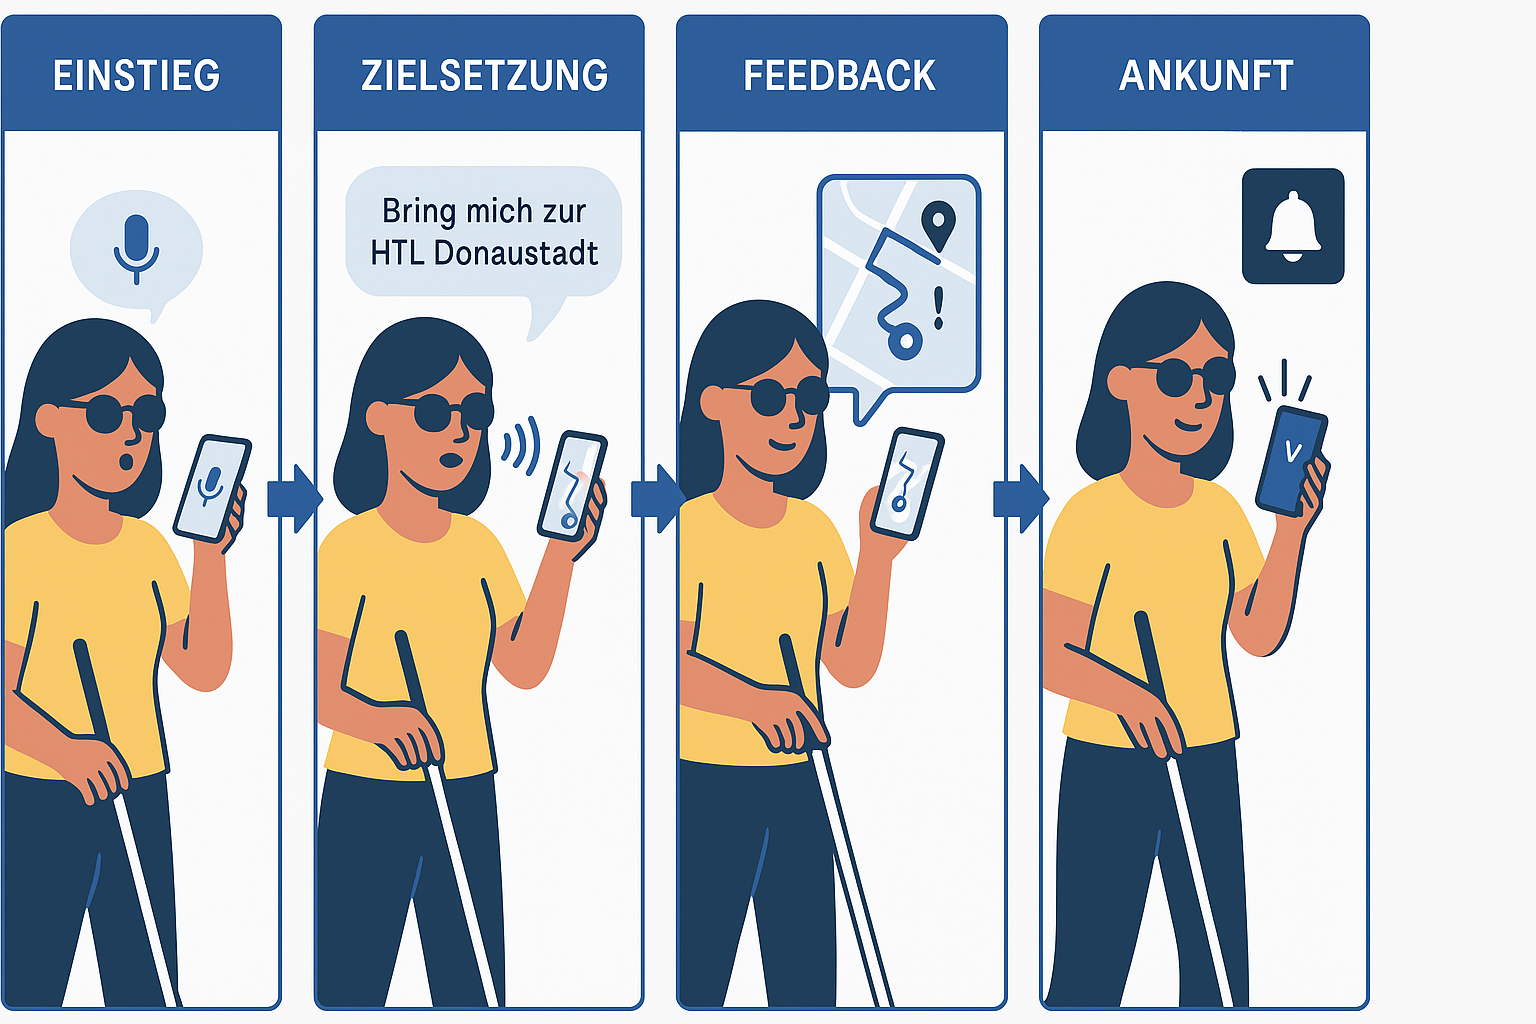 EINSTIEG
ZIELSETZUNG
FEEDBACK
ANKUNFT
Bring mich zur
HTL Donaustadt
!
V